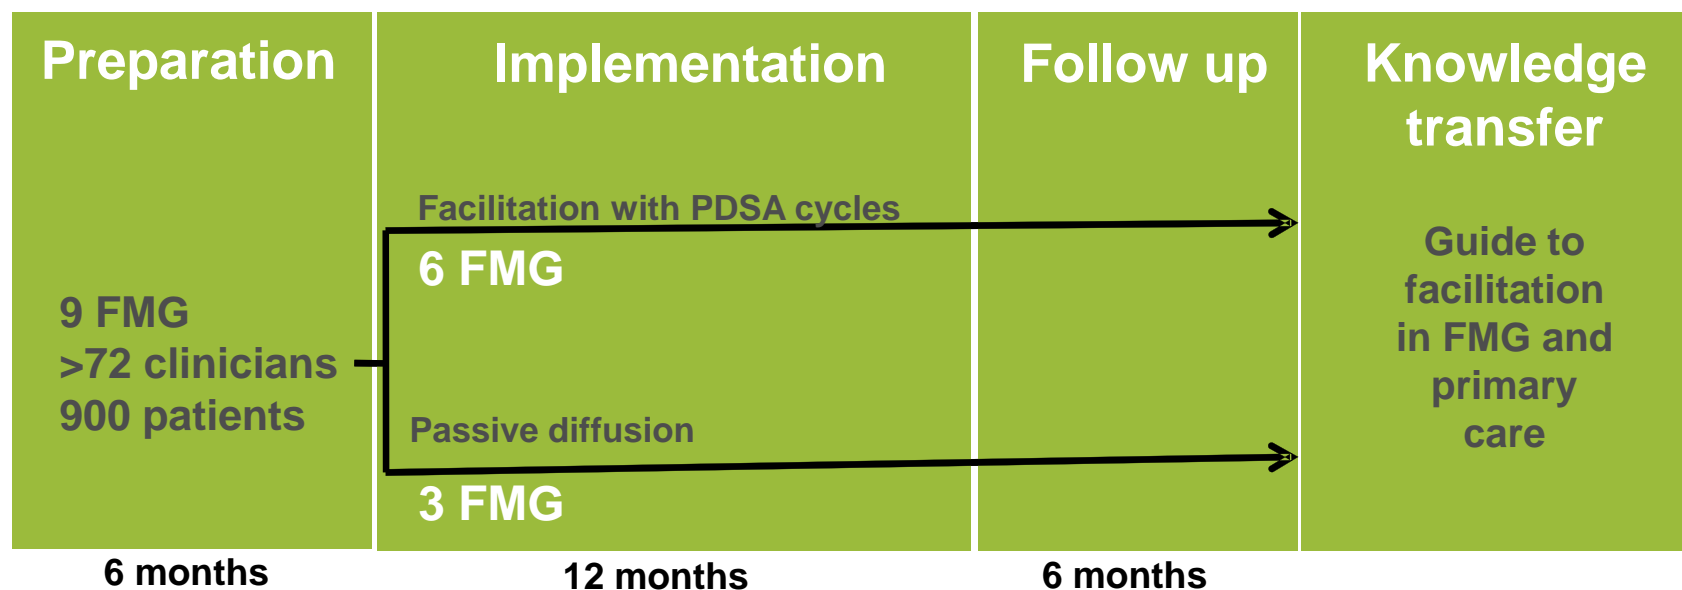 Preparation
Implementation
Follow up
Knowledge
transfer
Facilitation with PDSA cycles
6 FMG
9 FMG
>72 clinicians
900 patients
Passive diffusion
3 FMG
Guide to
facilitation
in FMG and
primary
care
6 months
12 months
6 months